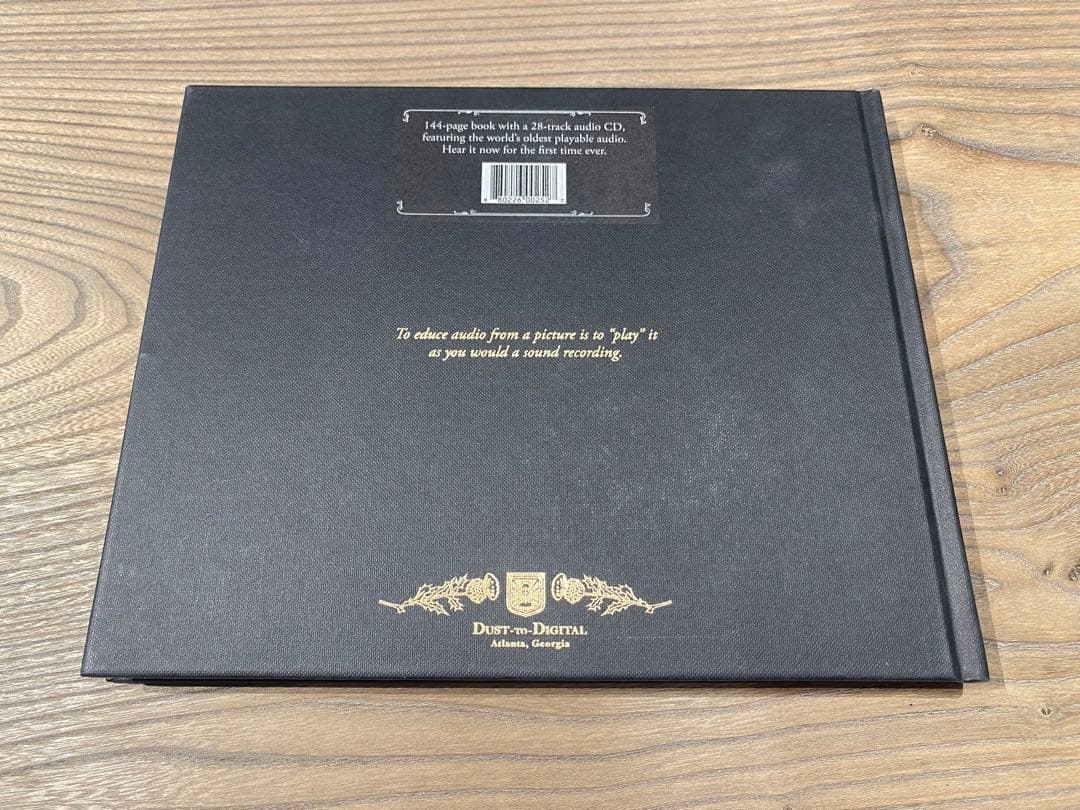 144-page book with a 28-track audio CD,
featuring the world's oldest playable audio.
Hear it now for the first time ever.
To educe audio from a picture is to “play” it
as you would a sound recording.
DUST-TO-DIGITAL
Atlanta, Georgia